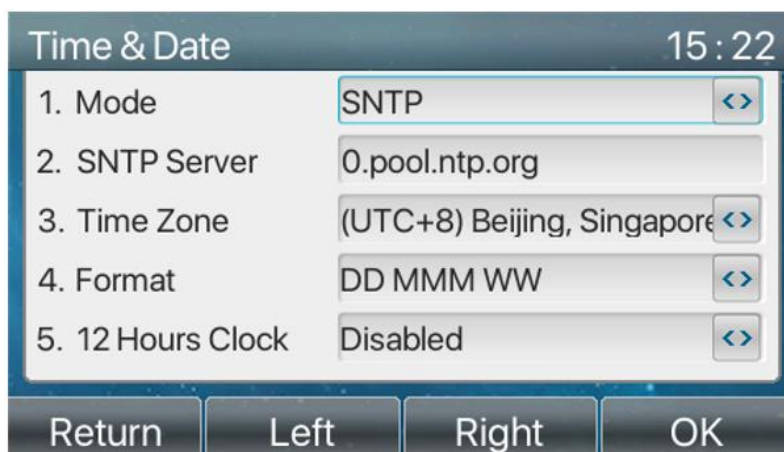 Time & Date 15:22
1. Mode SNTP
2. SNTP Server 0.pool.ntp.org
3. Time Zone (UTC+8) Beijing, Singapore
4. Format DD MMM WW
5. 12 Hours Clock Disabled
Return Left Right OK